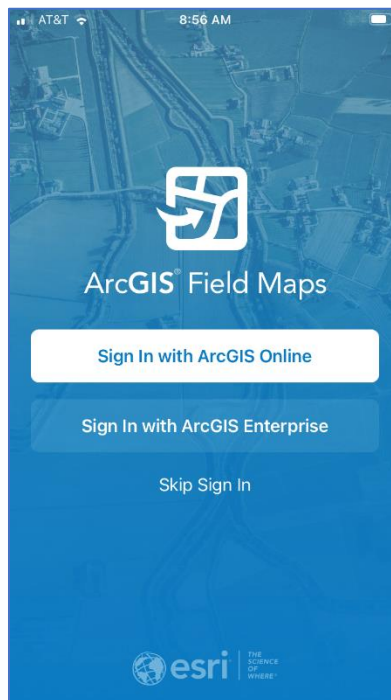 AT&T 8:56 AM
ArcGIS® Field Maps
Sign In with ArcGIS Online
Sign In with ArcGIS Enterprise
Skip Sign In
esri
THE
SCIENCE
OF
WHERE®